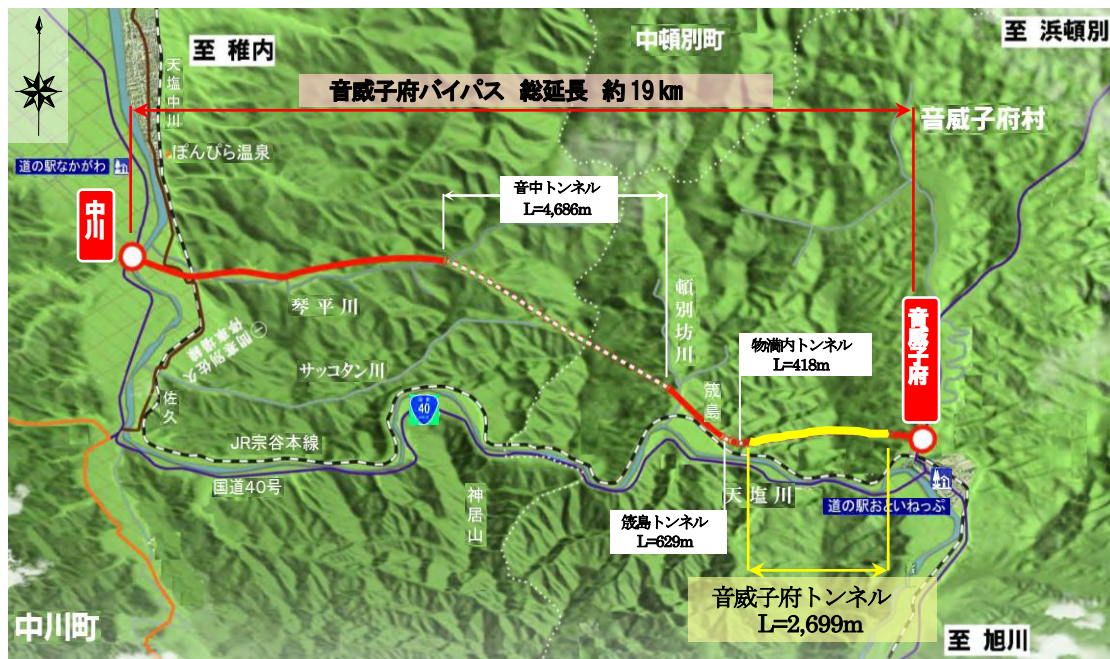 至 稚内
中頓別町
至 浜頓別
天塩中川
音威子府バイパス 総延長 約19km
音威子府村
ぽんぴら温泉
道の駅なかがわ
音中トンネル
L=4,686m
中川
琴平川
頓別坊川
音威子府
物満内トンネル
L=418m
サッコタン川
佐久
筬島
国道
40
JR宗谷本線
国道40号
神居山
天塩川
道の駅おといねっぷ
筬島トンネル
L=629m
音威子府トンネル
L=2,699m
中川町
至 旭川